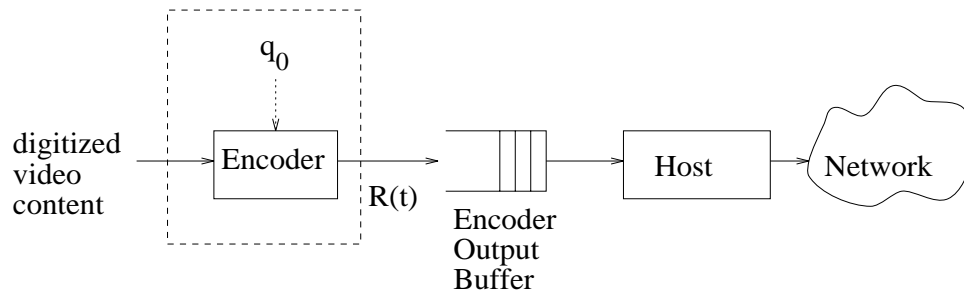 q0
digitized
video
content
Encoder
R(t)
Encoder
Output
Buffer
Host
Network